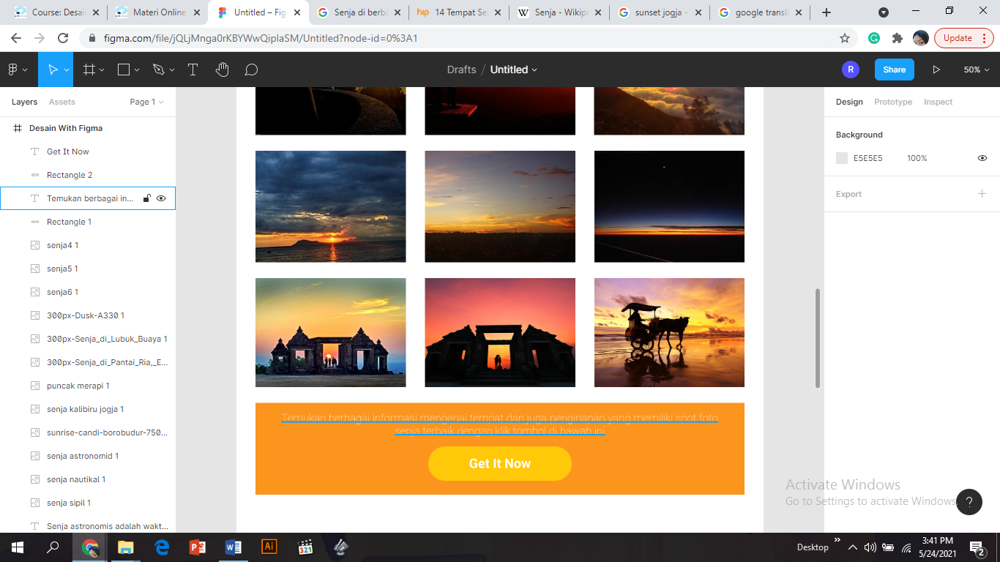 Course: Desain
Materi Online
Untitled – Fig
Senja di berba
14 Tempat Se
Senja - Wikipe
sunset jogja -
google transla
figma.com/file/jQLjMnga0rKBYWwQipIaSM/Untitled?node-id=0%3A1
Update
Drafts / Untitled
R
Share
50%
Layers
Assets
Page 1
Desain With Figma
Get It Now
Rectangle 2
Temukan berbagai in...
Rectangle 1
senja4 1
senja5 1
senja6 1
300px-Dusk-A330 1
300px-Senja_di_Lubuk_Buaya 1
300px-Senja_di_Pantai_Ria,_E...
puncak merapi 1
senja kalibiru jogja 1
sunrise-candi-borobudur-750...
senja astronomid 1
senja nautikal 1
senja sipil 1
Senja astronomis adalah wakt...
Temukan berbagai informasi mengenai tempat dan juga penginapan yang memiliki spot foto
senja terbaik dengan klik tombol di bawah ini
Get It Now
Design
Prototype
Inspect
Background
E5E5E5
100%
Export
Activate Windows
Go to Settings to activate Windows.
?
Desktop
3:41 PM
5/24/2021
2